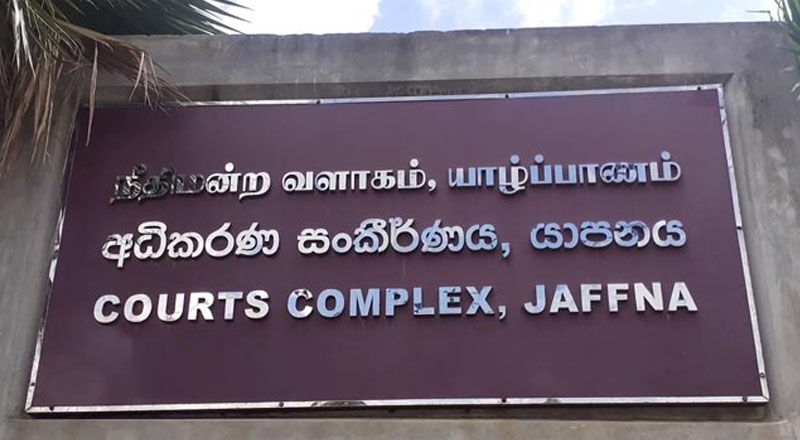 நீதிமன்ற வளாகம், யாழ்ப்பாணம்
අධිකරණ සංකීර්ණය, යාපනය
COURTS COMPLEX, JAFFNA